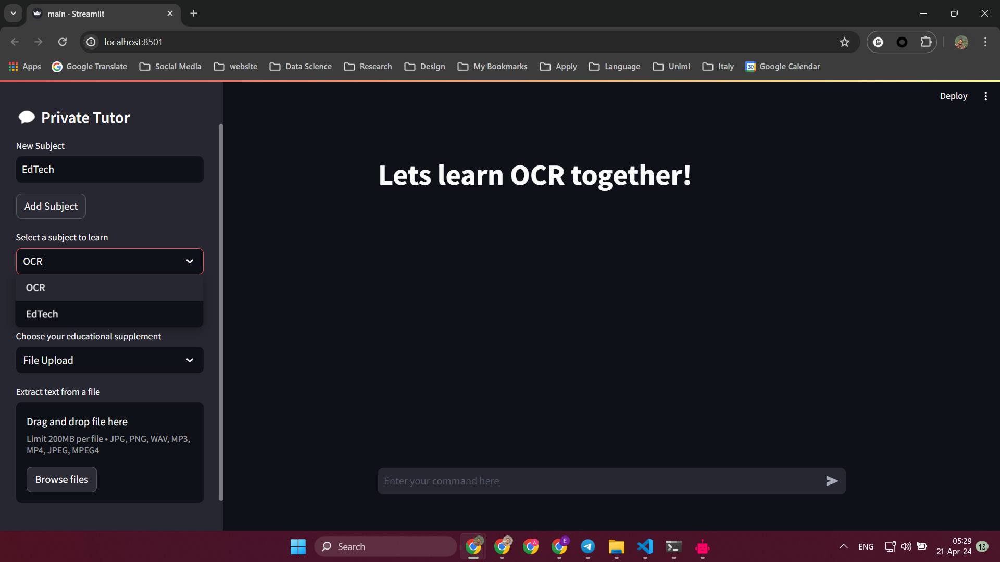 main · Streamlit
localhost:8501
Apps
Google Translate
Social Media
website
Data Science
Research
Design
My Bookmarks
Apply
Language
Unimi
Italy
30
Google Calendar
Deploy
Private Tutor
New Subject
EdTech
Add Subject
Select a subject to learn
OCR
OCR
EdTech
Choose your educational supplement
File Upload
Extract text from a file
Drag and drop file here
Limit 200MB per file • JPG, PNG, WAV, MP3,
MP4, JPEG, MPEG4
Browse files
Lets learn OCR together!
Enter your command here
Search
A
E
ENG
05:29
21-Apr-24
13